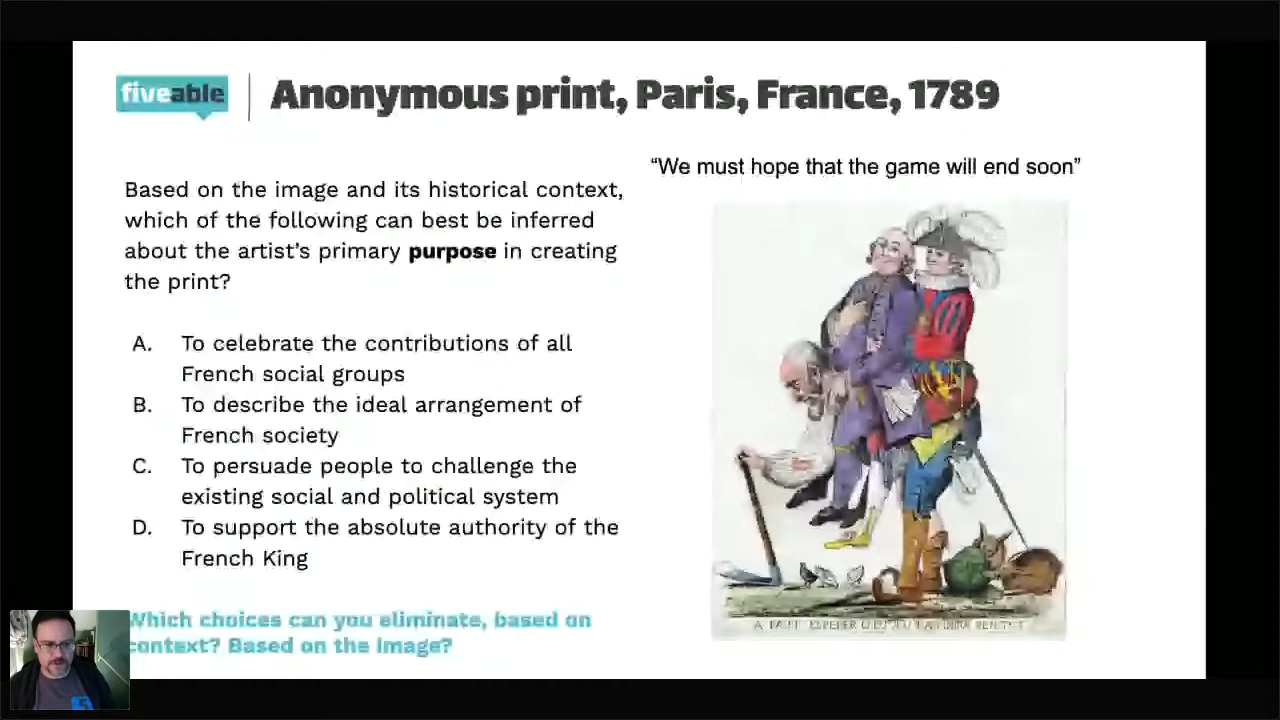 fiveable
Anonymous print, Paris, France, 1789
"We must hope that the game will end soon"
Based on the image and its historical context,
which of the following can best be inferred
about the artist's primary purpose in creating
the print?
A. To celebrate the contributions of all
French social groups
B. To describe the ideal arrangement of
French society
C. To persuade people to challenge the
existing social and political system
D. To support the absolute authority of the
French King
Which choices can you eliminate, based on
context? Based on the image?